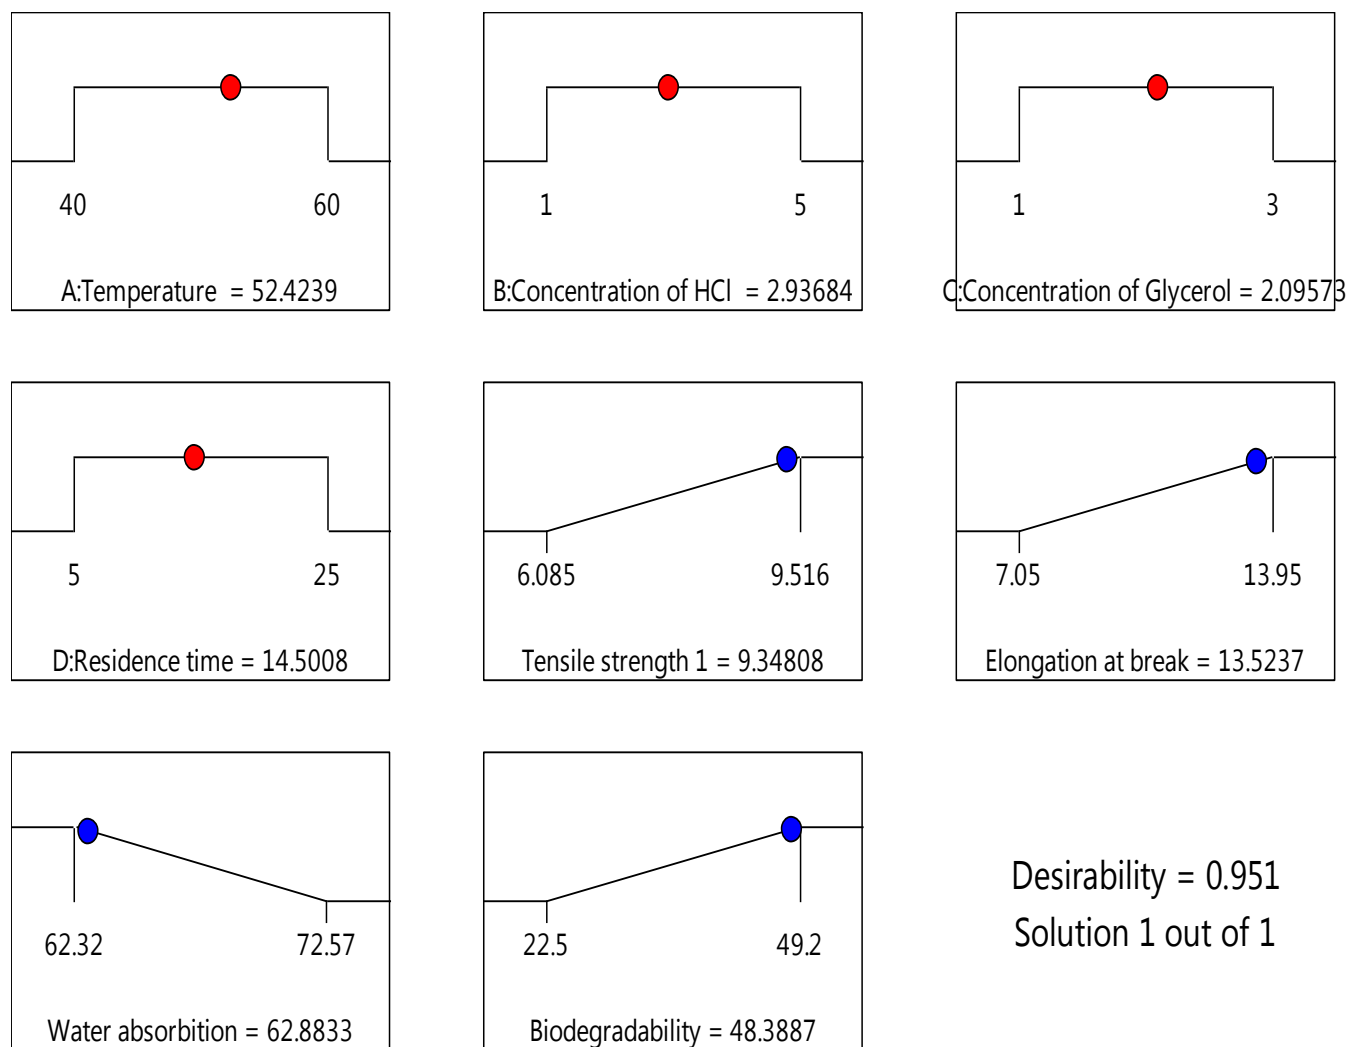 40 60
A:Temperature = 52.4239
1 5
B:Concentration of HCl = 2.93684
1 3
C:Concentration of Glycerol = 2.09573
5 25
D:Residence time = 14.5008
6.085 9.516
Tensile strength 1 = 9.34808
7.05 13.95
Elongation at break = 13.5237
62.32 72.57
Water absorbition = 62.8833
22.5 49.2
Biodegradability = 48.3887
Desirability = 0.951
Solution 1 out of 1